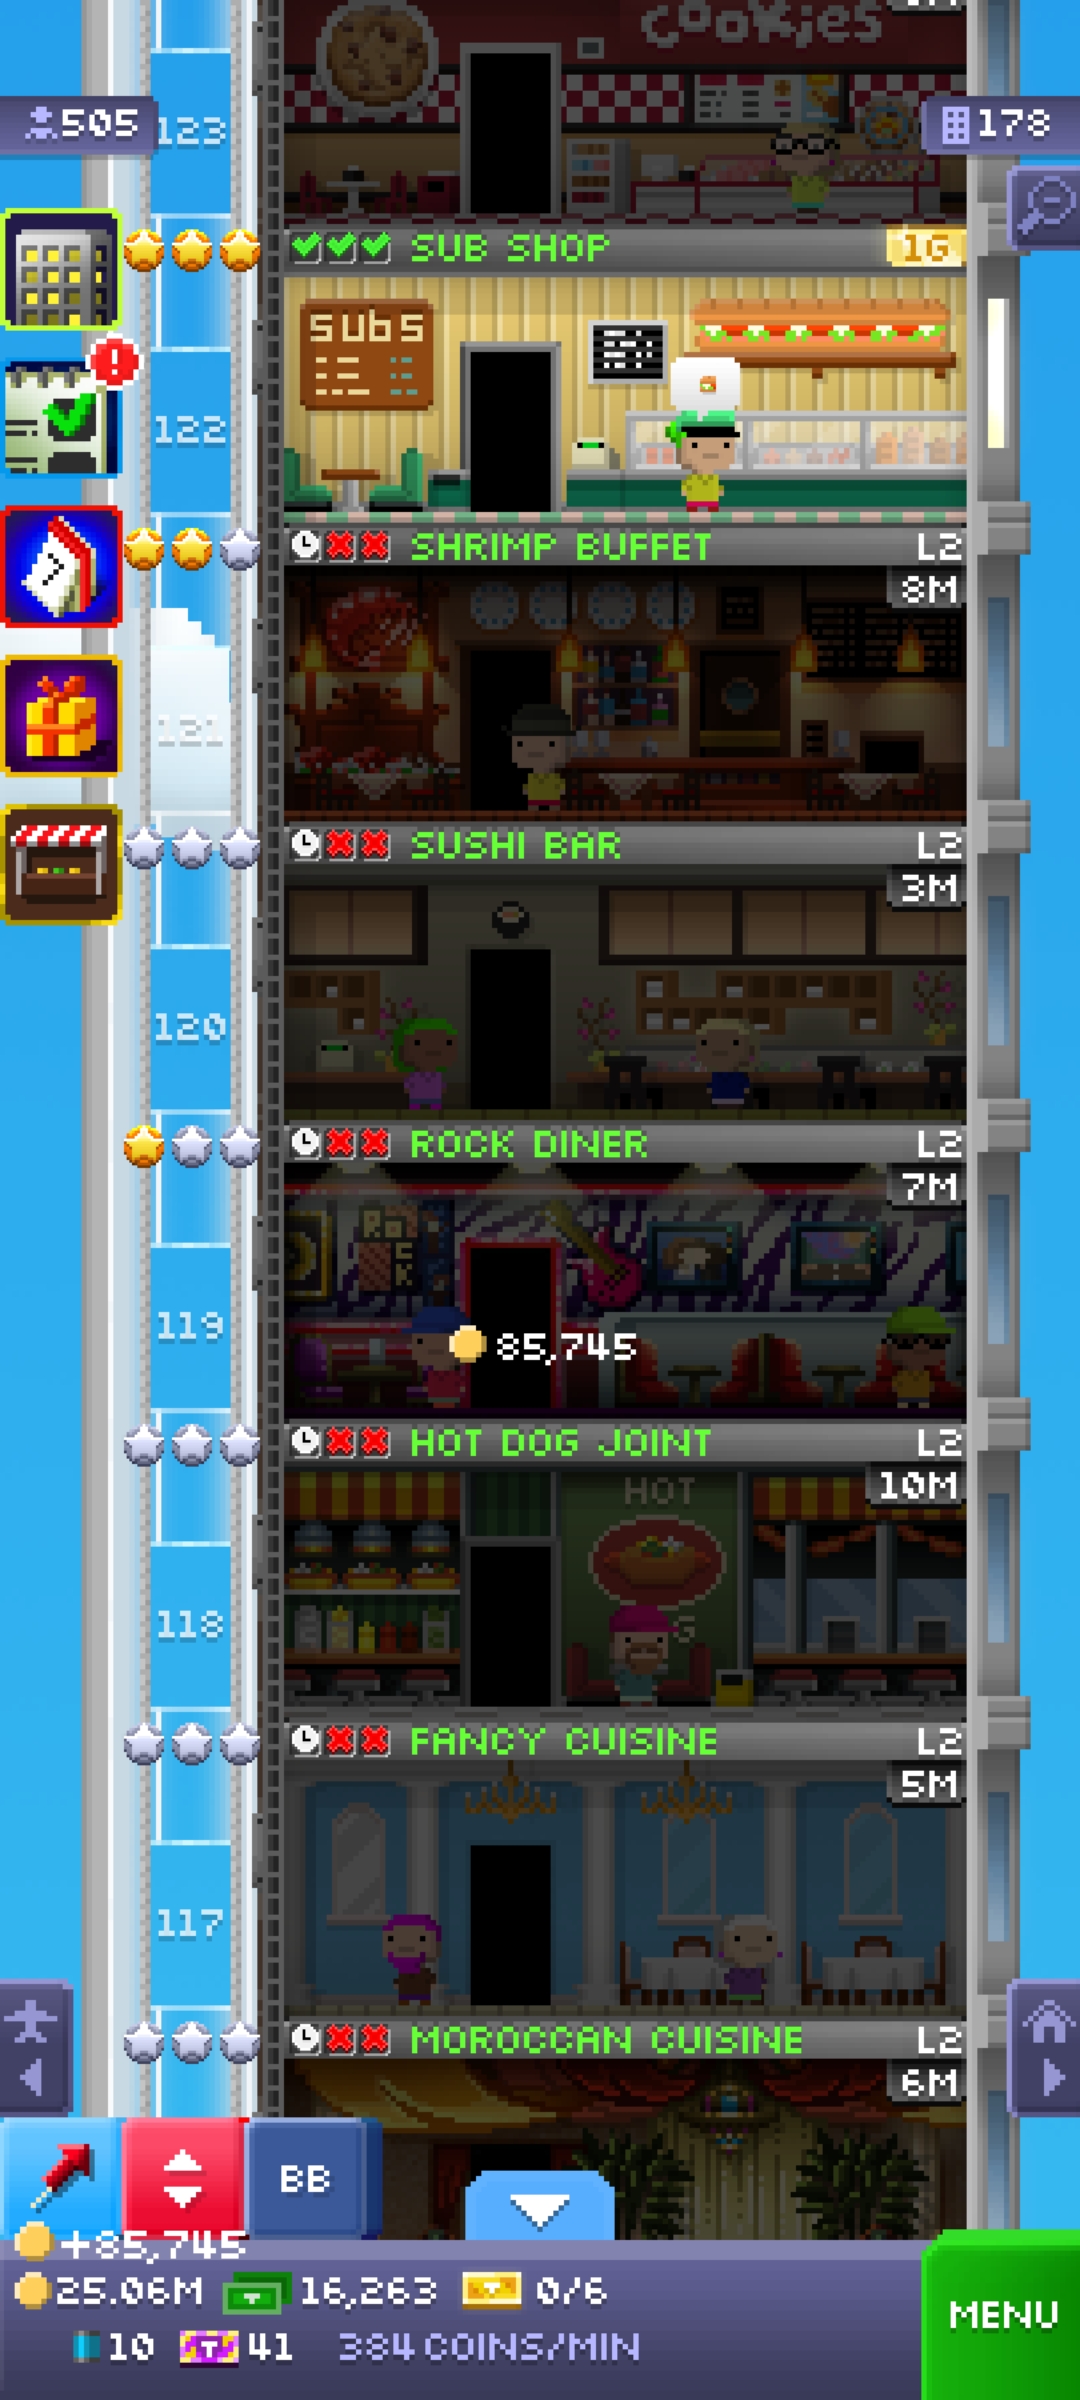 cookies
505
123
178
SUB SHOP
1G
SUBS
122
SHRIMP BUFFET
L2
8M
121
SUSHI BAR
L2
3M
120
ROCK DINER
L2
7M
ROCK
119
85,745
HOT DOG JOINT
L2
10M
HOT
118
FANCY CUISINE
L2
5M
117
MOROCCAN CUISINE
L2
6M
BB
+85,745
25.06M
16,263
0/6
MENU
10
T
41
384 COINS/MIN